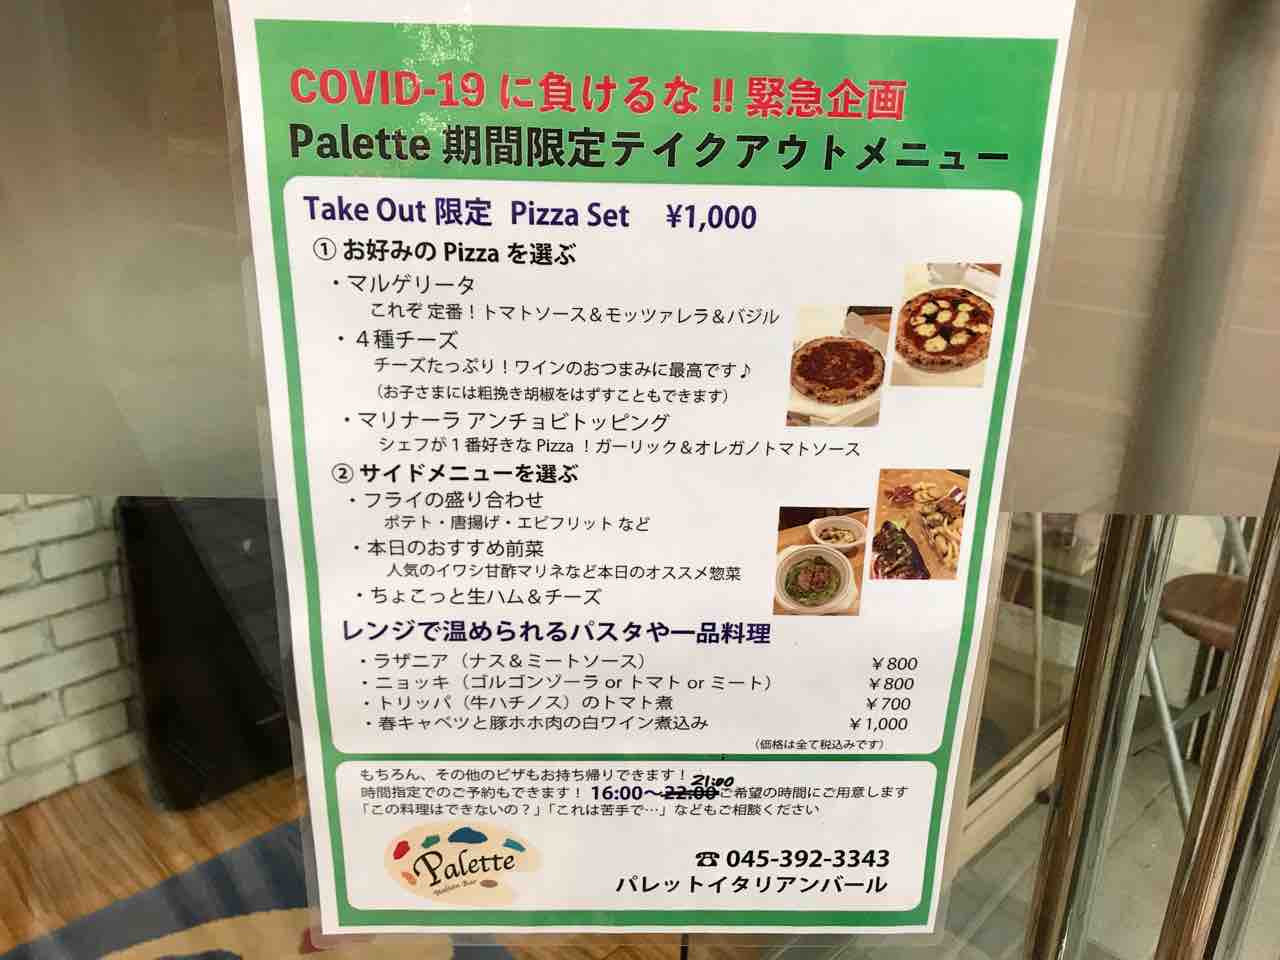 COVID-19 に負けるな!! 緊急企画
Palette 期間限定テイクアウトメニュー
Take Out 限定 Pizza Set ¥1,000
① お好みの Pizza を選ぶ
・マルゲリータ
これぞ 定番！トマトソース＆モッツァレラ＆バジル
・４種チーズ
チーズたっぷり！ワインのおつまみに最高です♪
（お子さまには粗挽き胡椒をはずすこともできます）
・マリナーラ アンチョビトッピング
シェフが１番好きな Pizza ！ガーリック＆オレガノトマトソース
② サイドメニューを選ぶ
・フライの盛り合わせ
ポテト・唐揚げ・エビフリット など
・本日のおすすめ前菜
人気のイワシ甘酢マリネなど本日のオススメ惣菜
・ちょこっと生ハム＆チーズ
レンジで温められるパスタや一品料理
・ラザニア（ナス＆ミートソース） ￥800
・ニョッキ（ゴルゴンゾーラ or トマト or ミート） ￥800
・トリッパ（牛ハチノス）のトマト煮 ￥700
・春キャベツと豚ホホ肉の白ワイン煮込み ￥1,000
（価格は全て税込みです）
もちろん、その他のピザもお持ち帰りできます！
21:00
時間指定でのご予約もできます！ 16:00〜22:00 ご希望の時間にご用意します
「この料理はできないの？」「これは苦手で…」などもご相談ください
Palette
Italian Bar
☎ 045-392-3343
パレットイタリアンバール